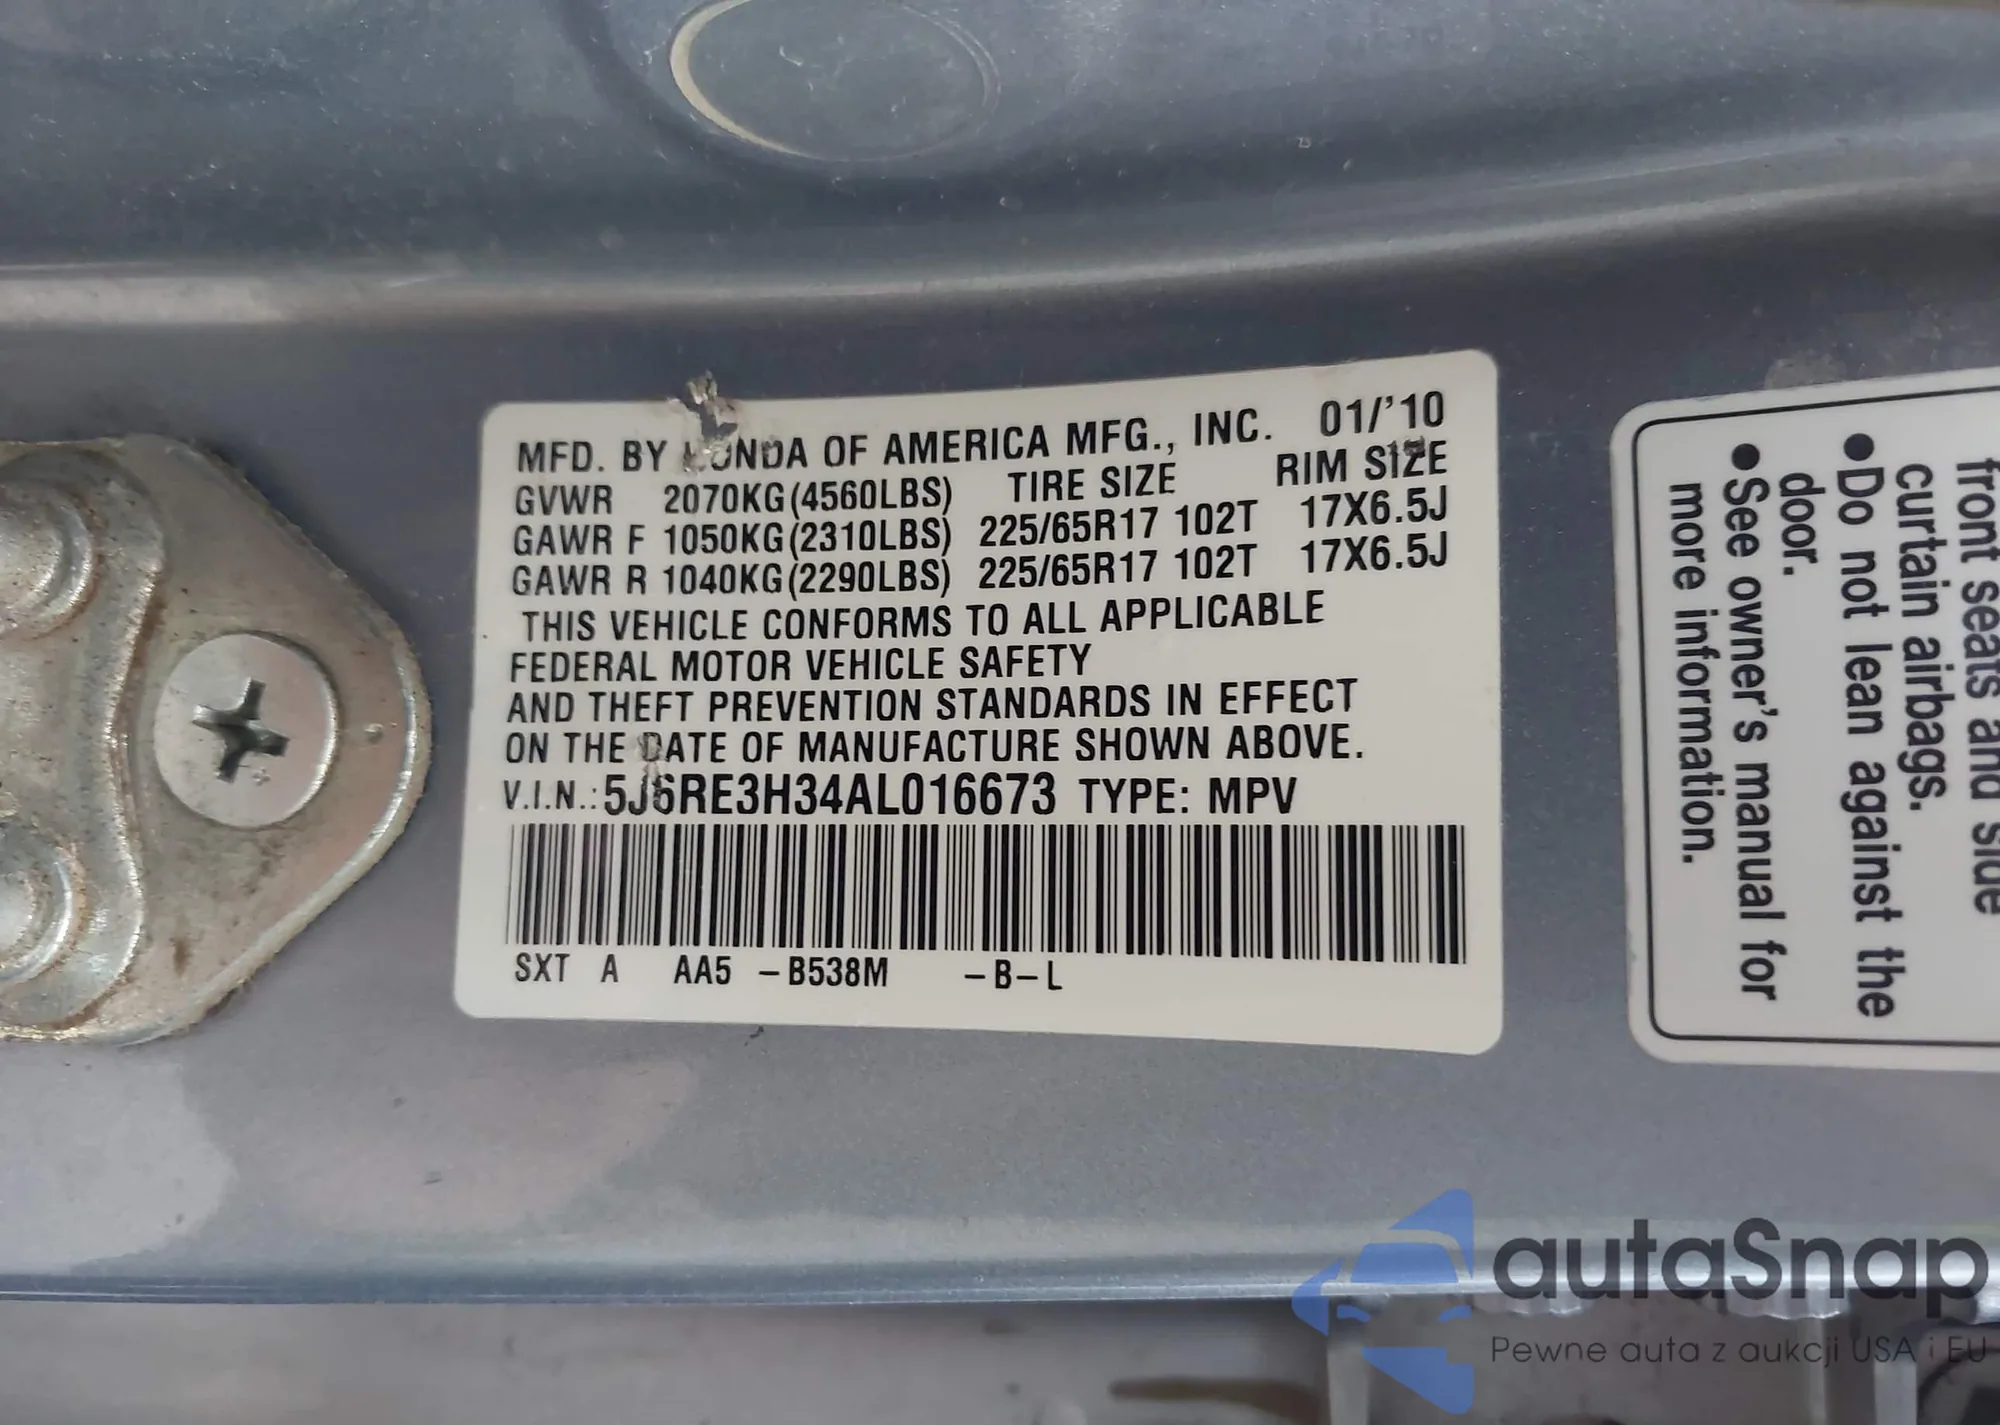 MFD. BY HONDA OF AMERICA MFG., INC. 01/'10
GVWR 2070KG(4560LBS) TIRE SIZE RIM SIZE
GAWR F 1050KG(2310LBS) 225/65R17 102T 17X6.5J
GAWR R 1040KG(2290LBS) 225/65R17 102T 17X6.5J
THIS VEHICLE CONFORMS TO ALL APPLICABLE
FEDERAL MOTOR VEHICLE SAFETY
AND THEFT PREVENTION STANDARDS IN EFFECT
ON THE DATE OF MANUFACTURE SHOWN ABOVE.
V.I.N.: 5J6RE3H34AL016673 TYPE: MPV
SXT A AA5 -B538M -B-L
front seats and side
curtain airbags.
●Do not lean against the
door.
●See owner's manual for
more information.
autaSnap
Pewne auta z aukcji USA i EU